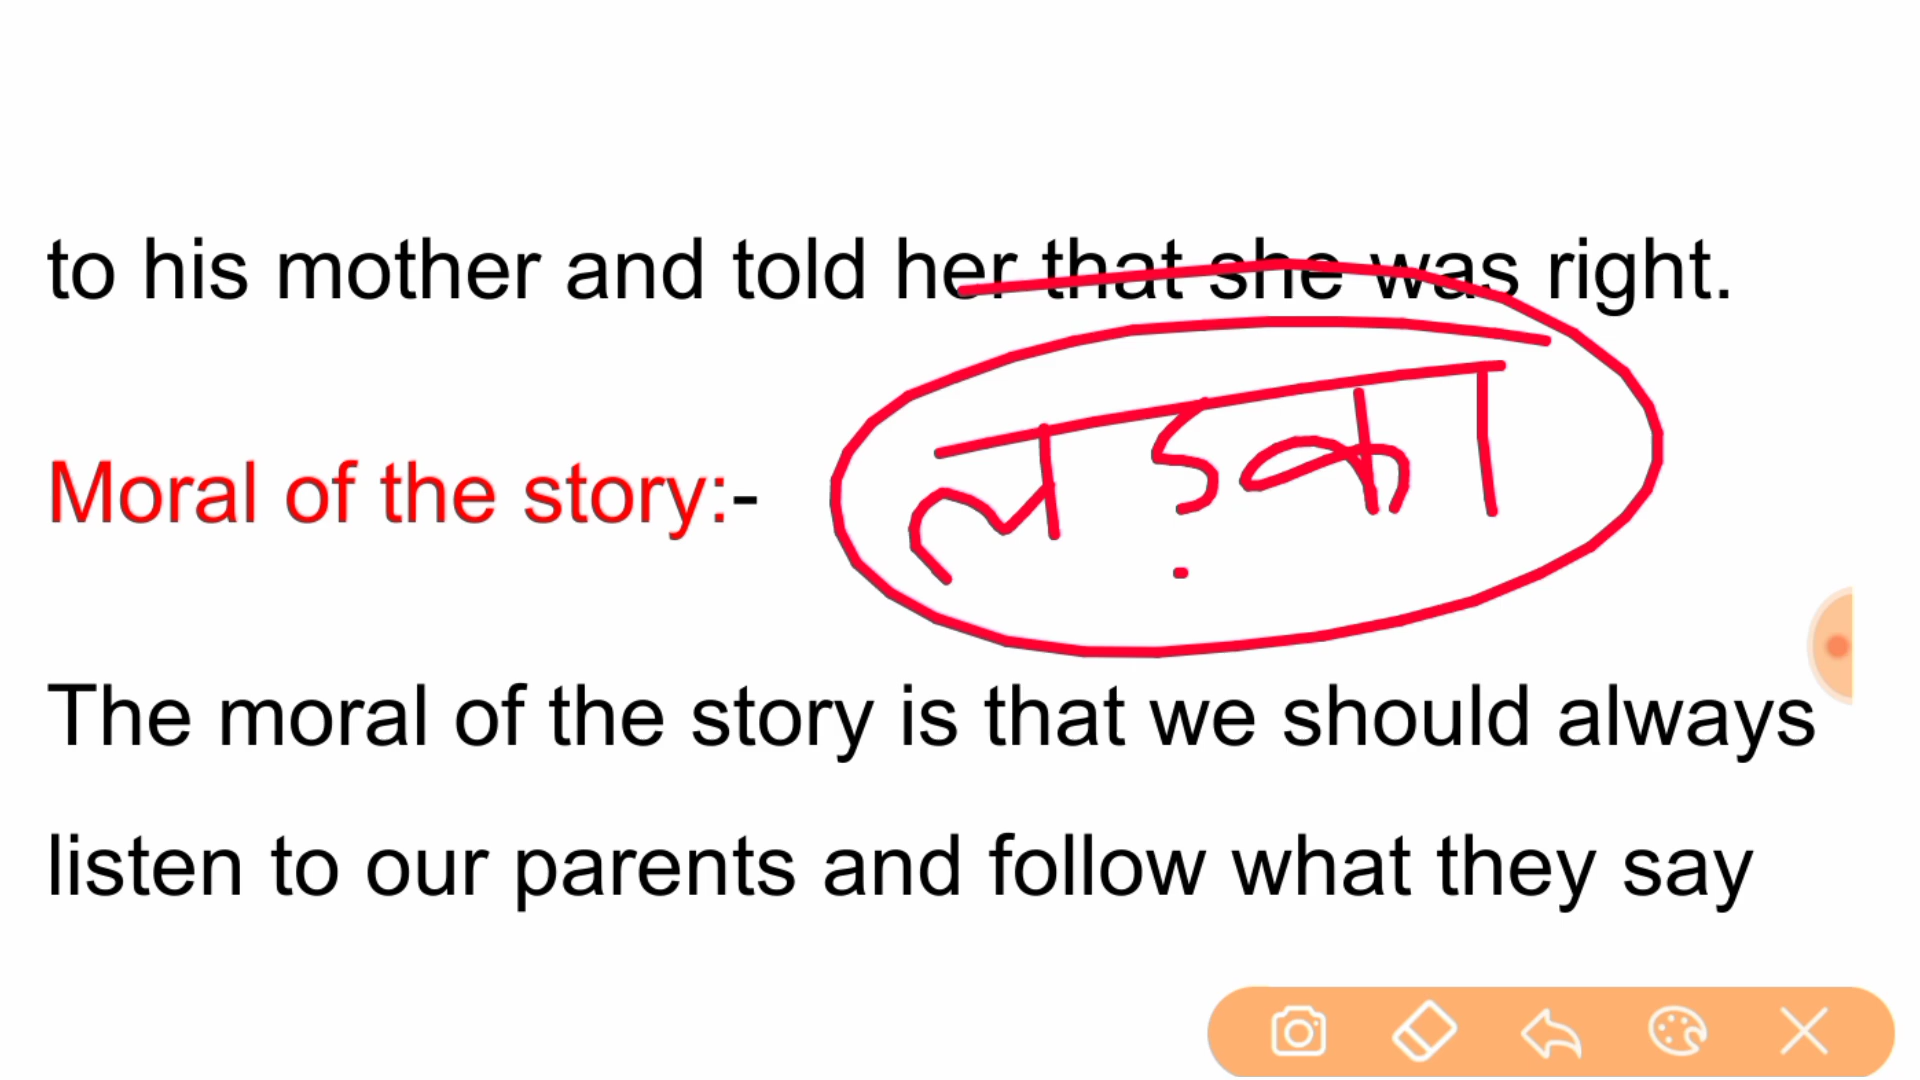 to his mother and told her that she was right.
Moral of the story:- लड़का
The moral of the story is that we should always
listen to our parents and follow what they say